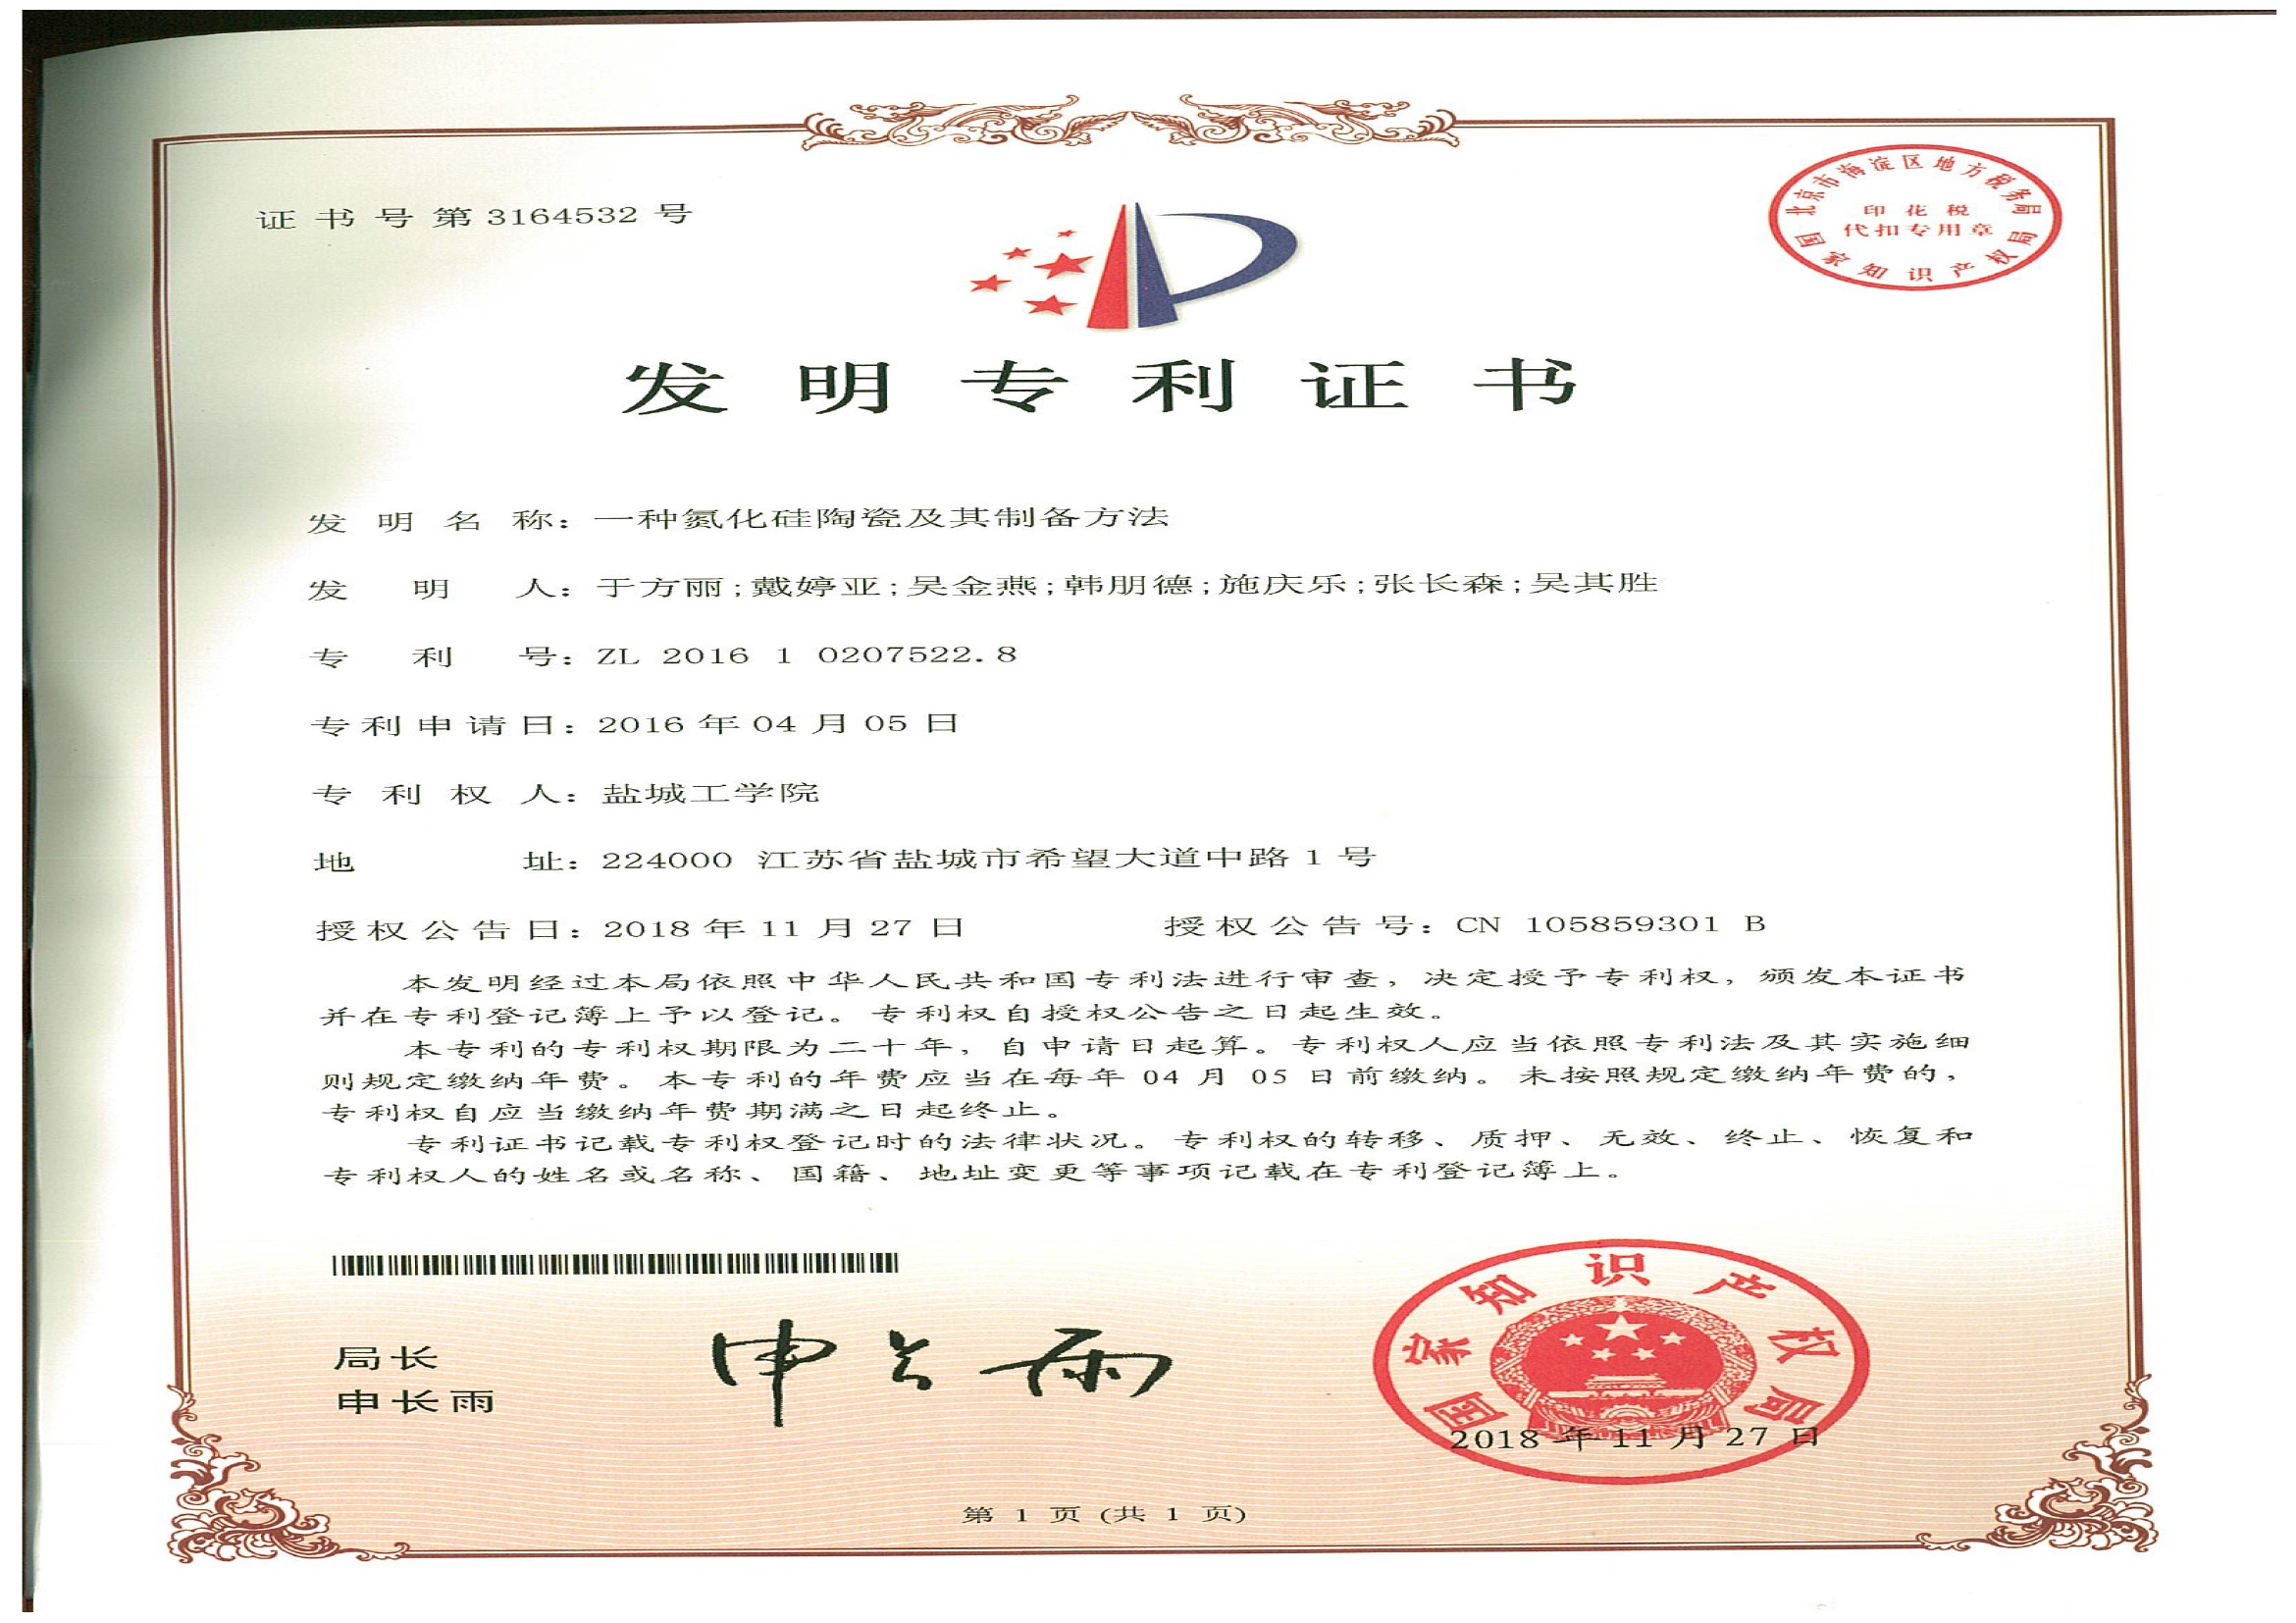 证书号第3164532号
北京市海淀区地方税务局
印花税
代扣专用章
国家知识产权局
发明专利证书
发明名称：一种氮化硅陶瓷及其制备方法
发明人：于方丽;戴婷亚;吴金燕;韩朋德;施庆乐;张长森;吴其胜
专利号：ZL 2016 1 0207522.8
专利申请日：2016年04月05日
专利权人：盐城工学院
地址：224000 江苏省盐城市希望大道中路1号
授权公告日：2018年11月27日 授权公告号：CN 105859301 B
本发明经过本局依照中华人民共和国专利法进行审查，决定授予专利权，颁发本证书
并在专利登记簿上予以登记。专利权自授权公告之日起生效。
本专利的专利权期限为二十年，自申请日起算。专利权人应当依照专利法及其实施细
则规定缴纳年费。本专利的年费应当在每年04月05日前缴纳。未按照规定缴纳年费的，
专利权自应当缴纳年费期满之日起终止。
专利证书记载专利权登记时的法律状况。专利权的转移、质押、无效、终止、恢复和
专利权人的姓名或名称、国籍、地址变更等事项记载在专利登记簿上。
局长
申长雨
申长雨
国家知识产权局
2018年11月27日
第1页(共1页)